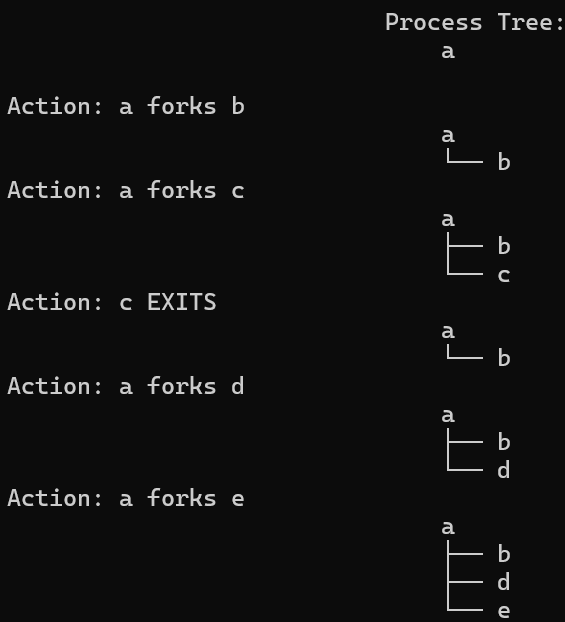 Process Tree:
a
Action: a forks b
a
└── b
Action: a forks c
a
├── b
└── c
Action: c EXITS
a
└── b
Action: a forks d
a
├── b
└── d
Action: a forks e
a
├── b
├── d
└── e